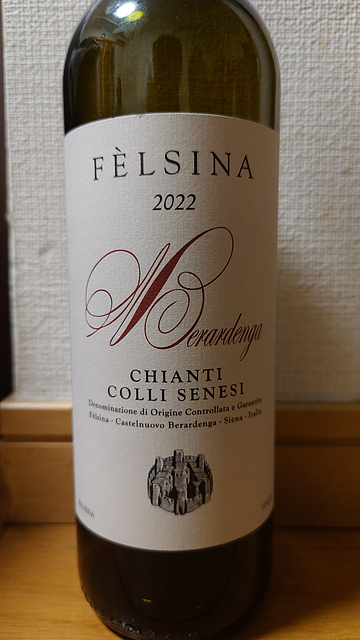 FÈLSINA
2022
Berardenga
CHIANTI
COLLI SENESI
Denominazione di Origine Controllata e Garantita
Fèlsina - Castelnuovo Berardenga - Siena - Italia